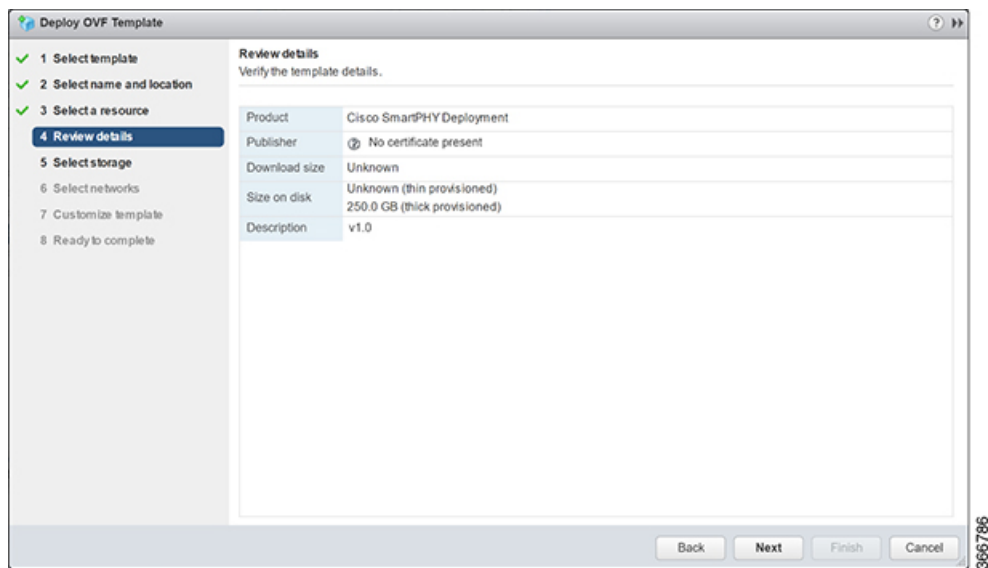 Deploy OVF Template
1 Select template
2 Select name and location
3 Select a resource
4 Review details
5 Select storage
6 Select networks
7 Customize template
8 Ready to complete
Review details
Verify the template details.
Product Cisco SmartPHY Deployment
Publisher No certificate present
Download size Unknown
Size on disk Unknown (thin provisioned)
250.0 GB (thick provisioned)
Description v1.0
Back Next Finish Cancel
366786